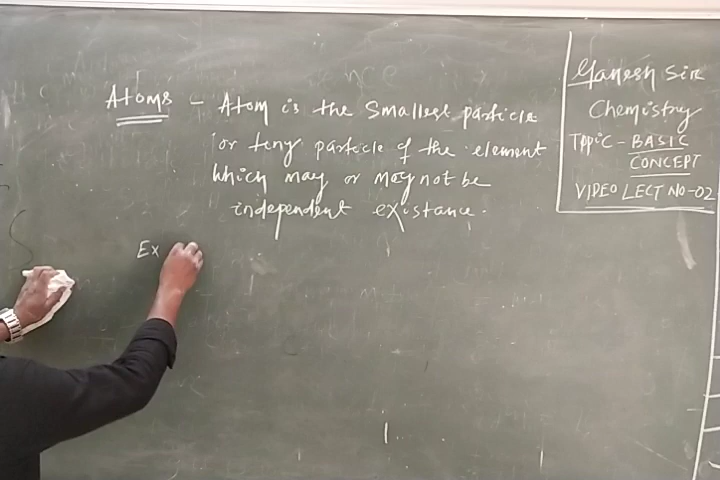 Atoms - Atom is the smallest particle
or teny particle of the element
which may or may not be
independent existance.
Ex
Ganesh Sir
Chemistry
Topic - BASIC
CONCEPT
VIDEO LECT NO-02